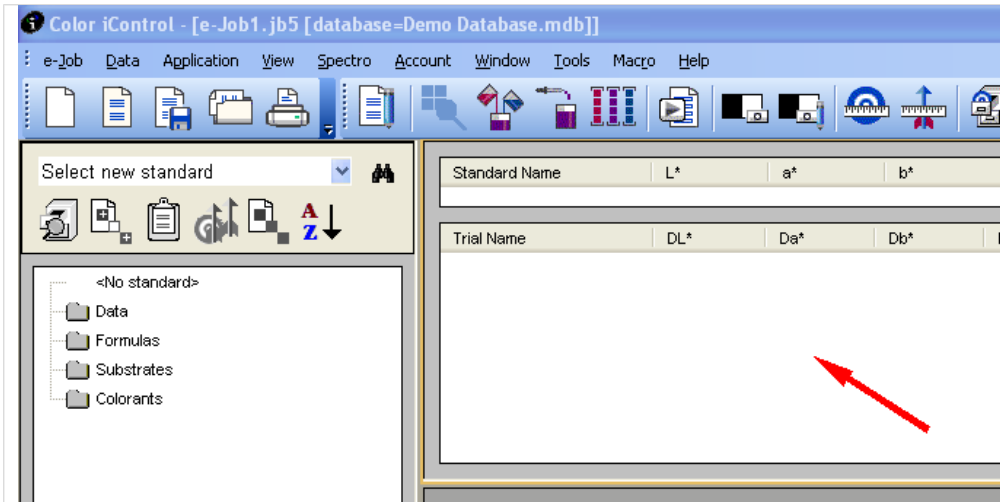 Color iControl - [e-Job1.jb5 [database=Demo Database.mdb]]
e-Job Data Application View Spectro Account Window Tools Macro Help
Select new standard
A
Z
Standard Name L* a* b*
Trial Name DL* Da* Db*
<No standard>
Data
Formulas
Substrates
Colorants